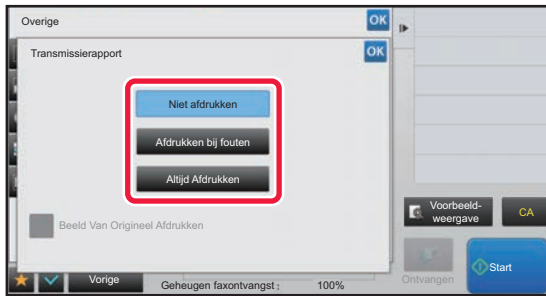 Overige
OK
Transmissierapport
OK
Niet afdrukken
Afdrukken bij fouten
Altijd Afdrukken
Beeld Van Origineel Afdrukken
Voorbeeld-
weergave
CA
Vorige
Geheugen faxontvangst :
100%
Ontvangen
Start